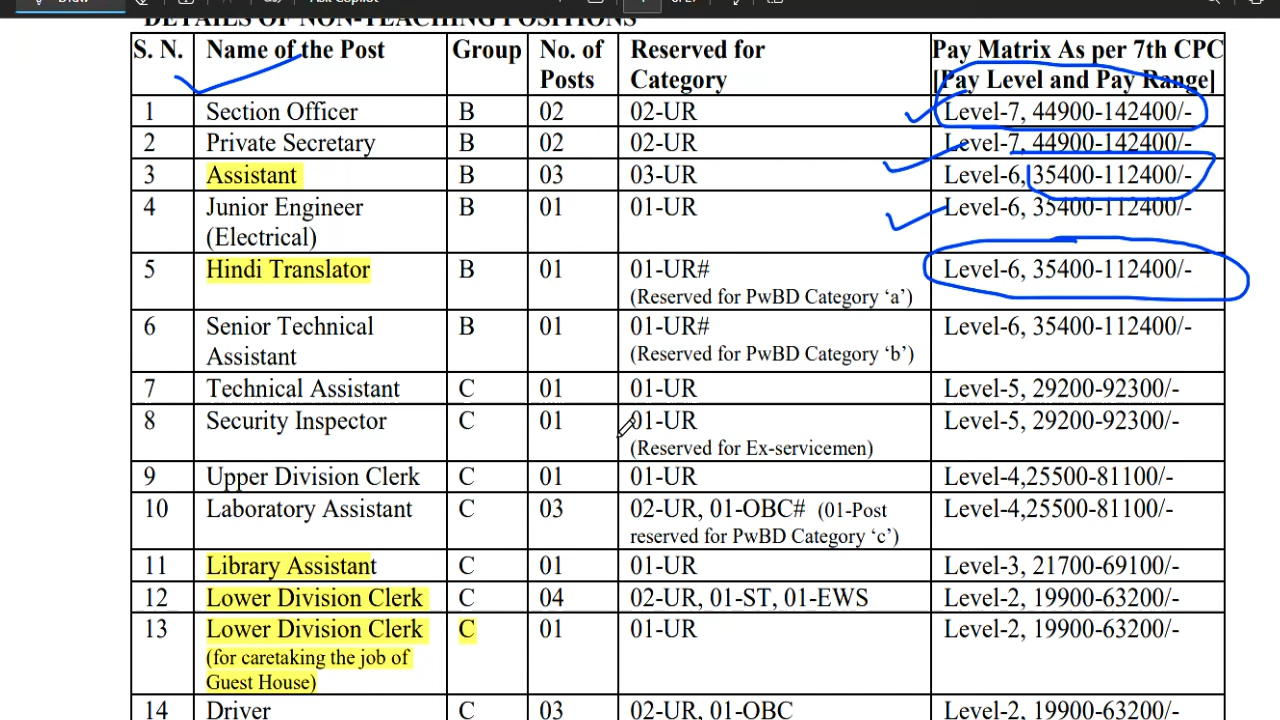 Draw
of 27
DETAILS OF NON-TEACHING POSITIONS
S. N. Name of the Post Group No. of Posts Reserved for Category Pay Matrix As per 7th CPC [Pay Level and Pay Range]
1 Section Officer B 02 02-UR Level-7, 44900-142400/-
2 Private Secretary B 02 02-UR Level-7, 44900-142400/-
3 Assistant B 03 03-UR Level-6, 35400-112400/-
4 Junior Engineer B 01 01-UR Level-6, 35400-112400/-
(Electrical)
5 Hindi Translator B 01 01-UR# Level-6, 35400-112400/-
(Reserved for PwBD Category ‘a’)
6 Senior Technical B 01 01-UR# Level-6, 35400-112400/-
Assistant (Reserved for PwBD Category ‘b’)
7 Technical Assistant C 01 01-UR Level-5, 29200-92300/-
8 Security Inspector C 01 01-UR Level-5, 29200-92300/-
(Reserved for Ex-servicemen)
9 Upper Division Clerk C 01 01-UR Level-4,25500-81100/-
10 Laboratory Assistant C 03 02-UR, 01-OBC# (01-Post Level-4,25500-81100/-
reserved for PwBD Category ‘c’)
11 Library Assistant C 01 01-UR Level-3, 21700-69100/-
12 Lower Division Clerk C 04 02-UR, 01-ST, 01-EWS Level-2, 19900-63200/-
13 Lower Division Clerk C 01 01-UR Level-2, 19900-63200/-
(for caretaking the job of
Guest House)
14 Driver C 03 02-UR, 01-OBC Level-2, 19900-63200/-